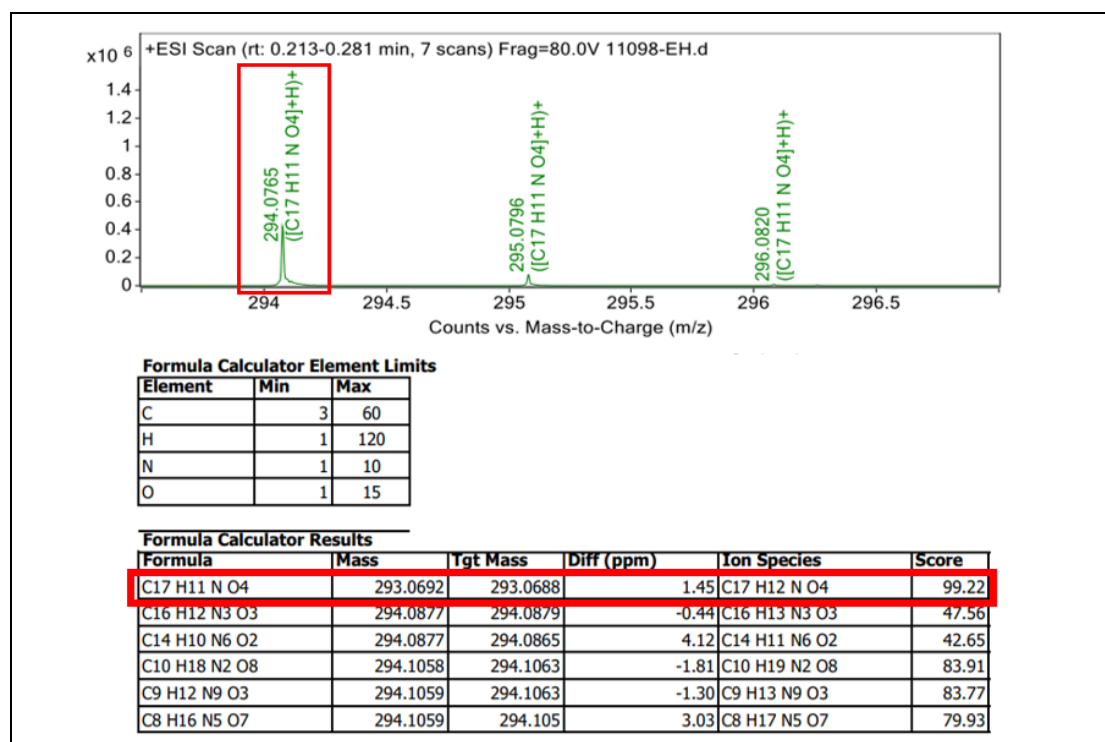 x10 6
+ESI Scan (rt: 0.213-0.281 min, 7 scans) Frag=80.0V 11098-EH.d
1.4
1.2
1
0.8
0.6
0.4
0.2
0
294.0765
([C17 H11 N O4]+H)+
295.0796
([C17 H11 N O4]+H)+
296.0820
([C17 H11 N O4]+H)+
294 294.5 295 295.5 296 296.5
Counts vs. Mass-to-Charge (m/z)
Formula Calculator Element Limits
Element Min Max
C 3 60
H 1 120
N 1 10
O 1 15
Formula Calculator Results
Formula Mass Tgt Mass Diff (ppm) Ion Species Score
C17 H11 N O4 293.0692 293.0688 1.45 C17 H12 N O4 99.22
C16 H12 N3 O3 294.0877 294.0879 -0.44 C16 H13 N3 O3 47.56
C14 H10 N6 O2 294.0877 294.0865 4.12 C14 H11 N6 O2 42.65
C10 H18 N2 O8 294.1058 294.1063 -1.81 C10 H19 N2 O8 83.91
C9 H12 N9 O3 294.1059 294.1063 -1.30 C9 H13 N9 O3 83.77
C8 H16 N5 O7 294.1059 294.105 3.03 C8 H17 N5 O7 79.93